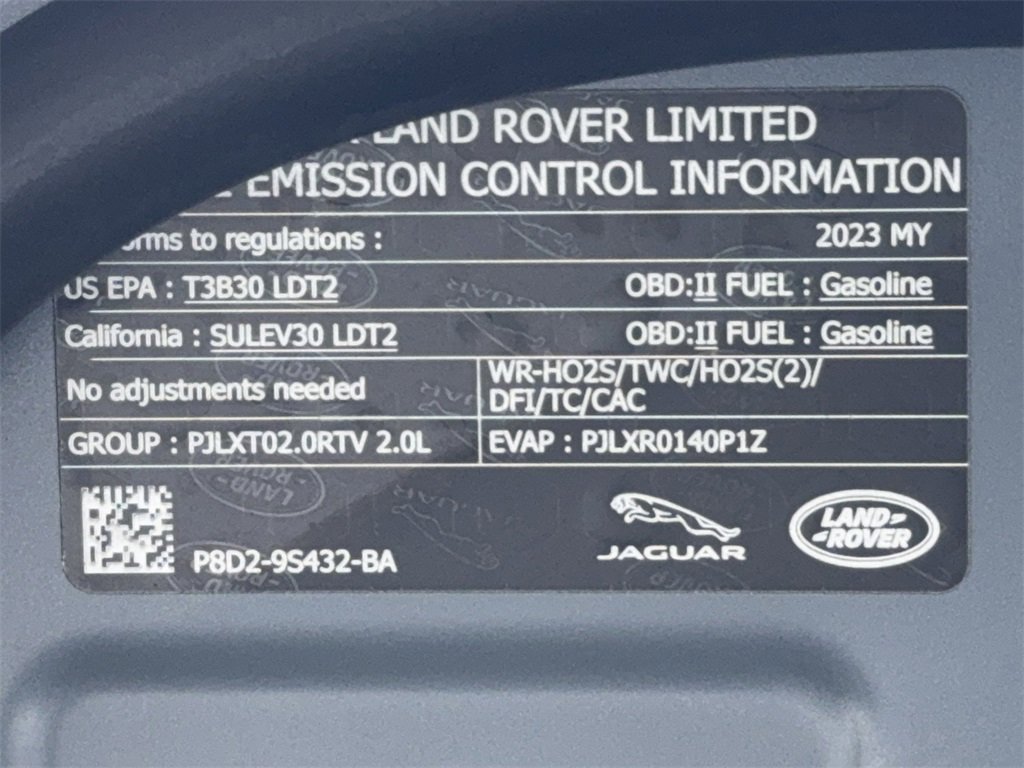 LAND ROVER LIMITED
EMISSION CONTROL INFORMATION
to regulations : 2023 MY
US EPA : T3B30 LDT2 OBD:II FUEL : Gasoline
California : SULEV30 LDT2 OBD:II FUEL : Gasoline
No adjustments needed
WR-HO2S/TWC/HO2S(2)/
DFI/TC/CAC
GROUP : PJLXT02.0RTV 2.0L EVAP : PJLXR0140P1Z
P8D2-9S432-BA
JAGUAR
LAND-
-ROVER